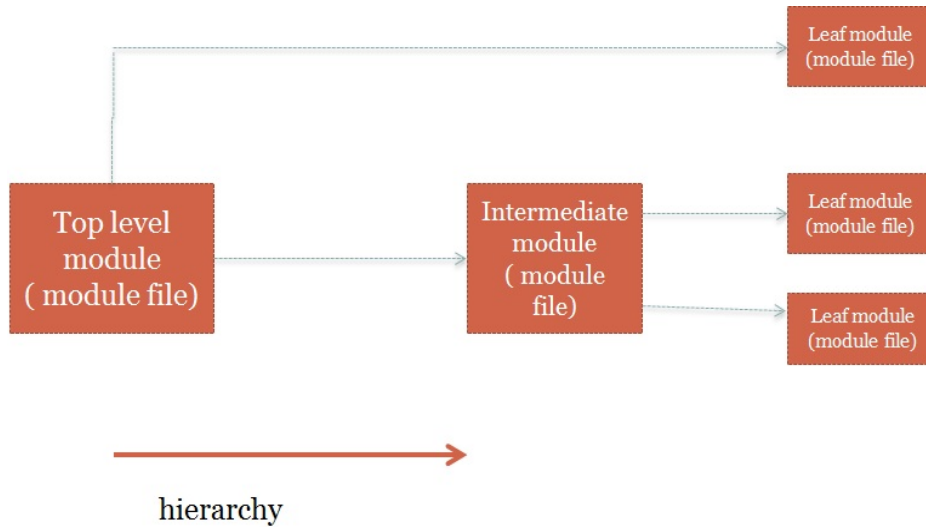 Leaf module
(module file)
Top level
module
( module file)
Intermediate
module
( module
file)
Leaf module
(module file)
Leaf module
(module file)
hierarchy